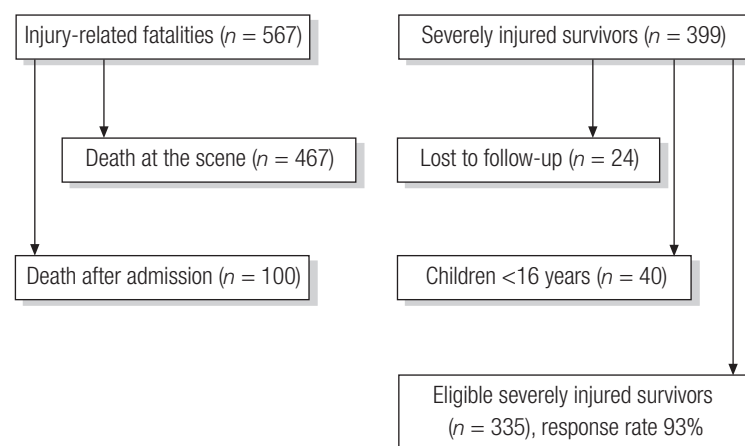 Injury-related fatalities (n = 567)
Severely injured survivors (n = 399)
Death at the scene (n = 467)
Lost to follow-up (n = 24)
Death after admission (n = 100)
Children <16 years (n = 40)
Eligible severely injured survivors
(n = 335), response rate 93%